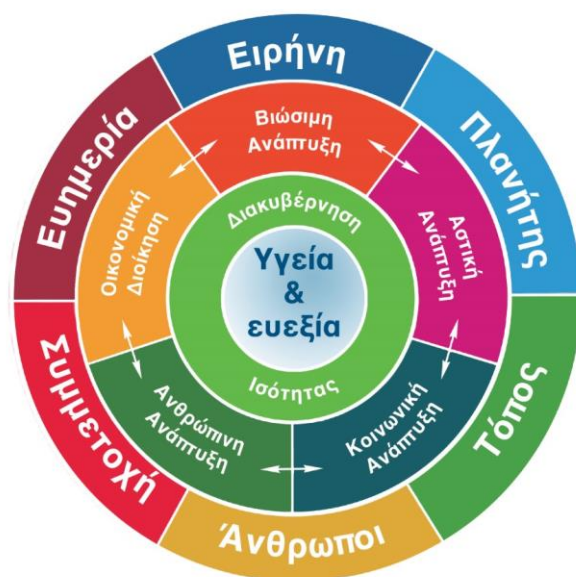 Ειρήνη
Πλανήτης
Τόπος
Άνθρωποι
Συμμετοχή
Ευημερία
Βιώσιμη
Ανάπτυξη
Αστική
Ανάπτυξη
Κοινωνική
Ανάπτυξη
Ανθρώπινη
Ανάπτυξη
Οικονομική
Διοίκηση
Διακυβέρνηση
Ισότητας
Υγεία
&
ευεξία